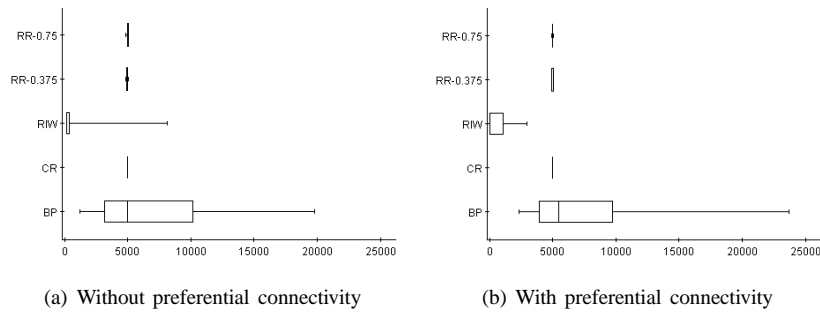 RR-0.75
RR-0.375
RIW
CR
BP
0 5000 10000 15000 20000 25000
(a) Without preferential connectivity
RR-0.75
RR-0.375
RIW
CR
BP
0 5000 10000 15000 20000 25000
(b) With preferential connectivity